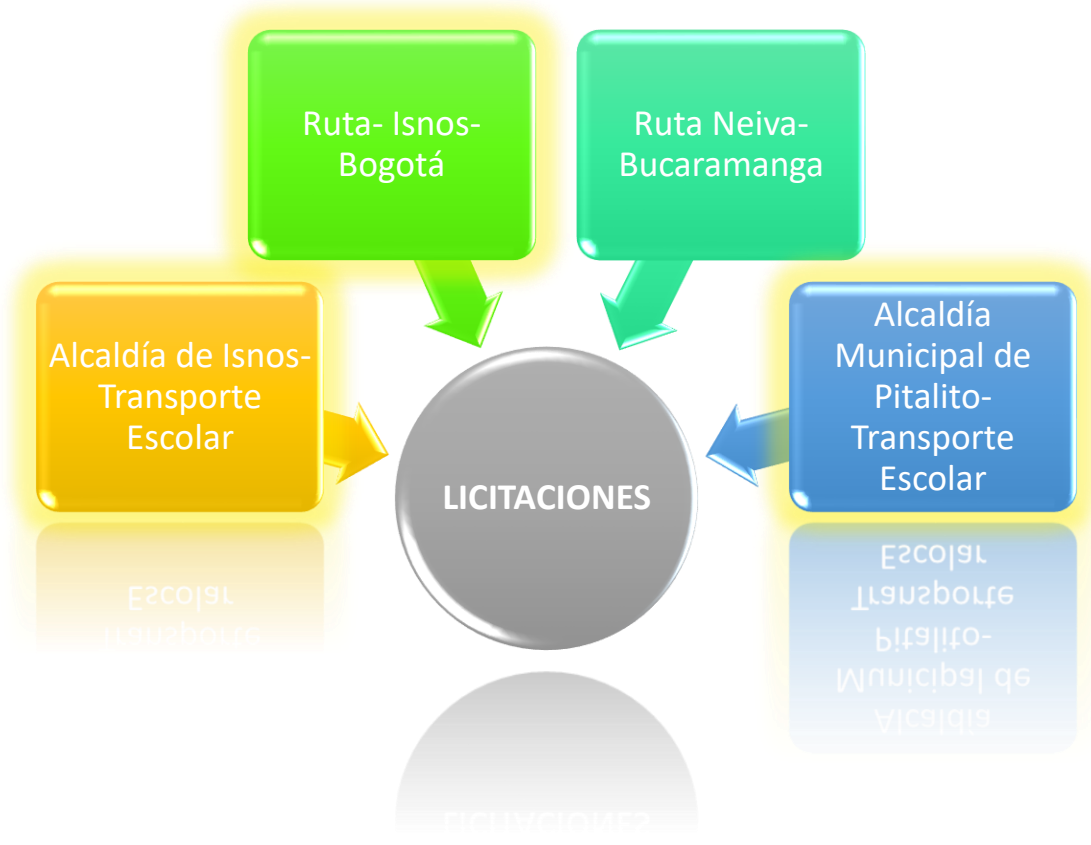 Ruta- Isnos-
Bogotá
Ruta Neiva-
Bucaramanga
Alcaldía de Isnos-
Transporte
Escolar
Alcaldía
Municipal de
Pitalito-
Transporte
Escolar
LICITACIONES